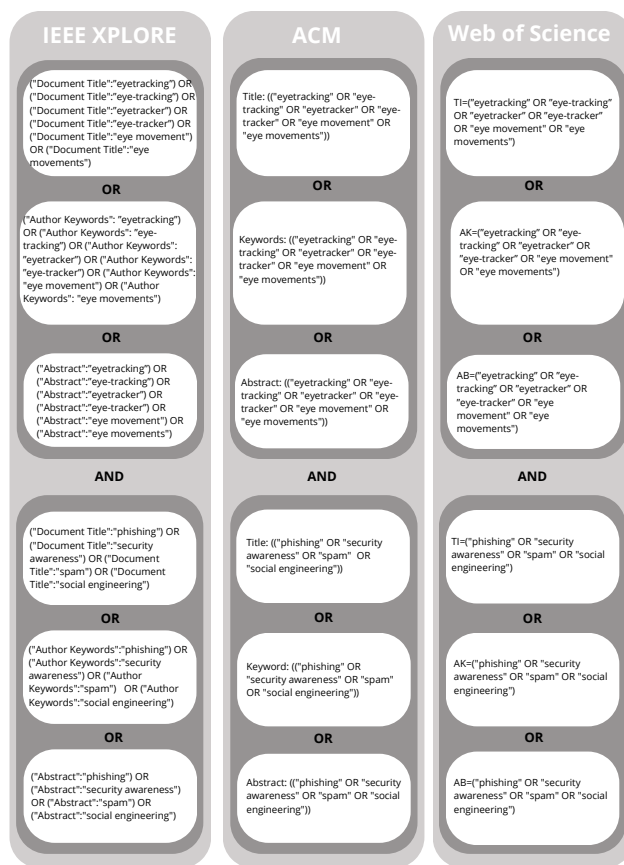 IEEE XPLORE
("Document Title":"eyetracking") OR
("Document Title":"eye-tracking") OR
("Document Title":"eyetracker") OR
("Document Title":"eye-tracker") OR
("Document Title":"eye movement")
OR ("Document Title":"eye
movements")
OR
("Author Keywords": "eyetracking")
OR ("Author Keywords": "eye-
tracking") OR ("Author Keywords":
"eyetracker") OR ("Author Keywords":
"eye-tracker") OR ("Author Keywords":
"eye movement") OR ("Author
Keywords": "eye movements")
OR
("Abstract":"eyetracking") OR
("Abstract":"eye-tracking") OR
("Abstract":"eyetracker") OR
("Abstract":"eye-tracker") OR
("Abstract":"eye movement") OR
("Abstract":"eye movements")
AND
("Document Title":"phishing") OR
("Document Title":"security
awareness") OR ("Document
Title":"spam") OR ("Document
Title":"social engineering")
OR
("Author Keywords":"phishing") OR
("Author Keywords":"security
awareness") OR ("Author
Keywords":"spam") OR ("Author
Keywords":"social engineering")
OR
("Abstract":"phishing") OR
("Abstract":"security awareness")
OR ("Abstract":"spam") OR
("Abstract":"social engineering")
ACM
Title: (("eyetracking" OR "eye-
tracking" OR "eyetracker" OR "eye-
tracker" OR "eye movement" OR
"eye movements"))
OR
Keywords: (("eyetracking" OR "eye-
tracking" OR "eyetracker" OR "eye-
tracker" OR "eye movement" OR
"eye movements"))
OR
Abstract: (("eyetracking" OR "eye-
tracking" OR "eyetracker" OR "eye-
tracker" OR "eye movement" OR
"eye movements"))
AND
Title: (("phishing" OR "security
awareness" OR "spam" OR
"social engineering"))
OR
Keyword: (("phishing" OR
"security awareness" OR "spam"
OR "social engineering"))
OR
Abstract: (("phishing" OR "security
awareness" OR "spam" OR "social
engineering"))
Web of Science
TI=("eyetracking" OR "eye-tracking"
OR "eyetracker" OR "eye-tracker"
OR "eye movement" OR "eye
movements")
OR
AK=("eyetracking" OR "eye-
tracking" OR "eyetracker" OR
"eye-tracker" OR "eye movement"
OR "eye movements")
OR
AB=("eyetracking" OR "eye-
tracking" OR "eyetracker" OR
"eye-tracker" OR "eye
movement" OR "eye
movements")
AND
TI=("phishing" OR "security
awareness" OR "spam" OR "social
engineering")
OR
AK=("phishing" OR "security
awareness" OR "spam" OR "social
engineering")
OR
AB=("phishing" OR "security
awareness" OR "spam" OR "social
engineering")